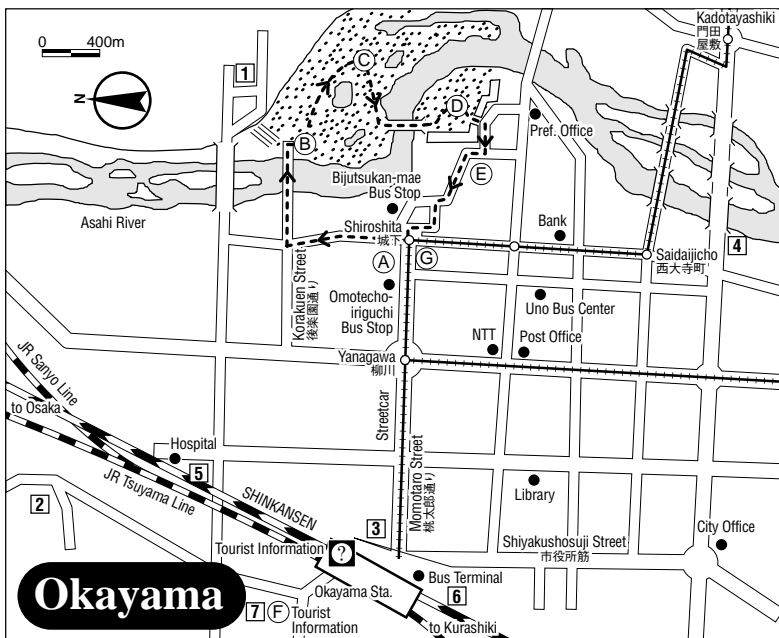 Kadotayashiki
門田
屋敷
0 400m
1
C
N
D
Pref. Office
B
Bijutsukan-mae
Bus Stop
E
Asahi River
Shiroshita
城下
Bank
4
Saidaijicho
西大寺町
A
G
Korakuen Street
後楽園通り
Omotecho-
iriguchi
Bus Stop
Uno Bus Center
NTT
Post Office
Yanagawa
柳川
JR Sanyo Line
to Osaka
Streetcar
Hospital
5
Momotaro Street
桃太郎通り
JR Tsuyama Line
SHINKANSEN
Library
2
3
City Office
Shiyakushosuji Street
市役所筋
Tourist Information
?
Okayama
Bus Terminal
Okayama Sta.
6
7
F
Tourist
Information
to Kurashiki